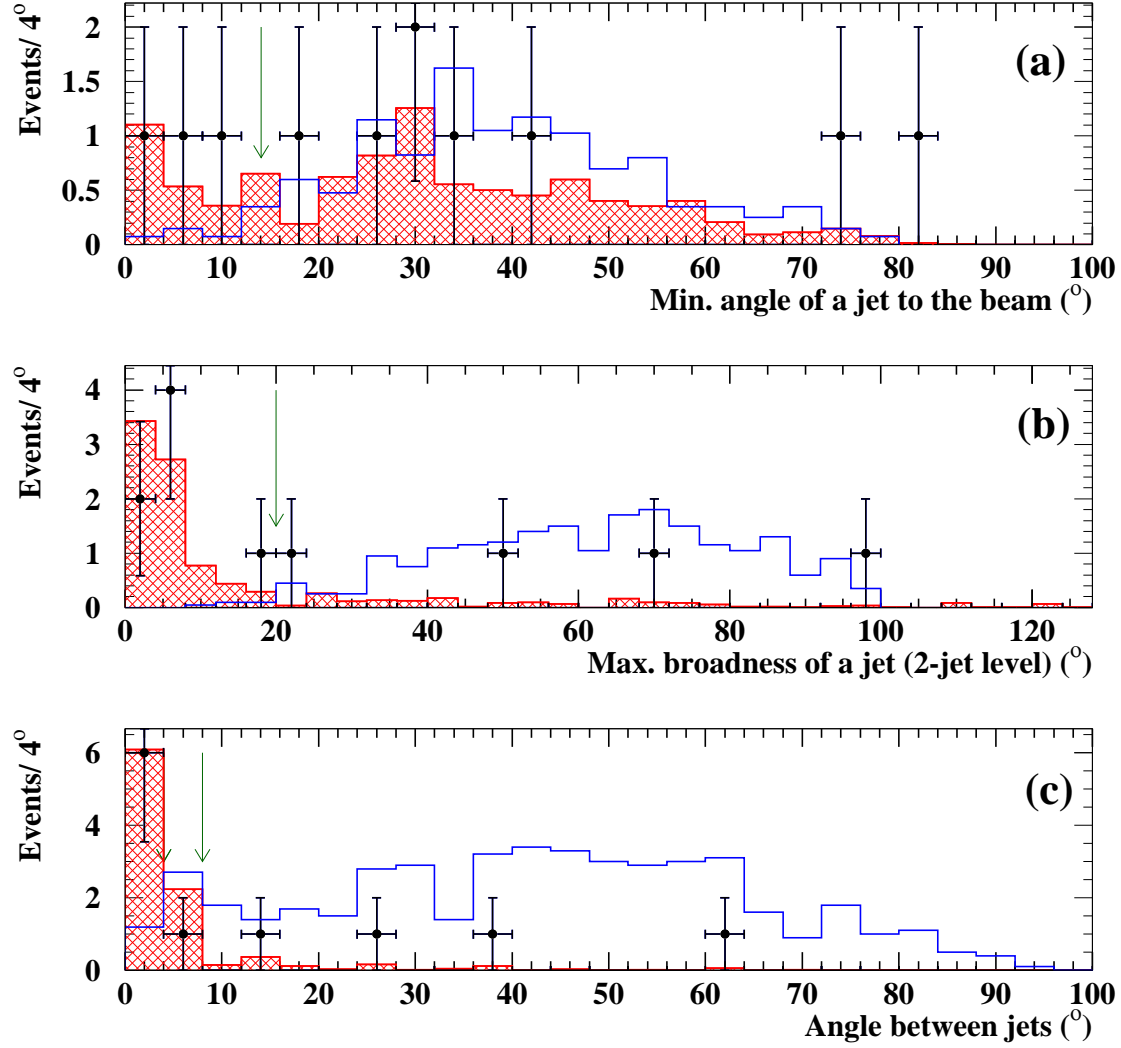 Events/ 4°
2
1.5
1
0.5
0
(a)
0 10 20 30 40 50 60 70 80 90 100
Min. angle of a jet to the beam (°)
Events/ 4°
4
3
2
1
0
(b)
0 20 40 60 80 100 120
Max. broadness of a jet (2-jet level) (°)
Events/ 4°
6
4
2
0
(c)
0 10 20 30 40 50 60 70 80 90 100
Angle between jets (°)